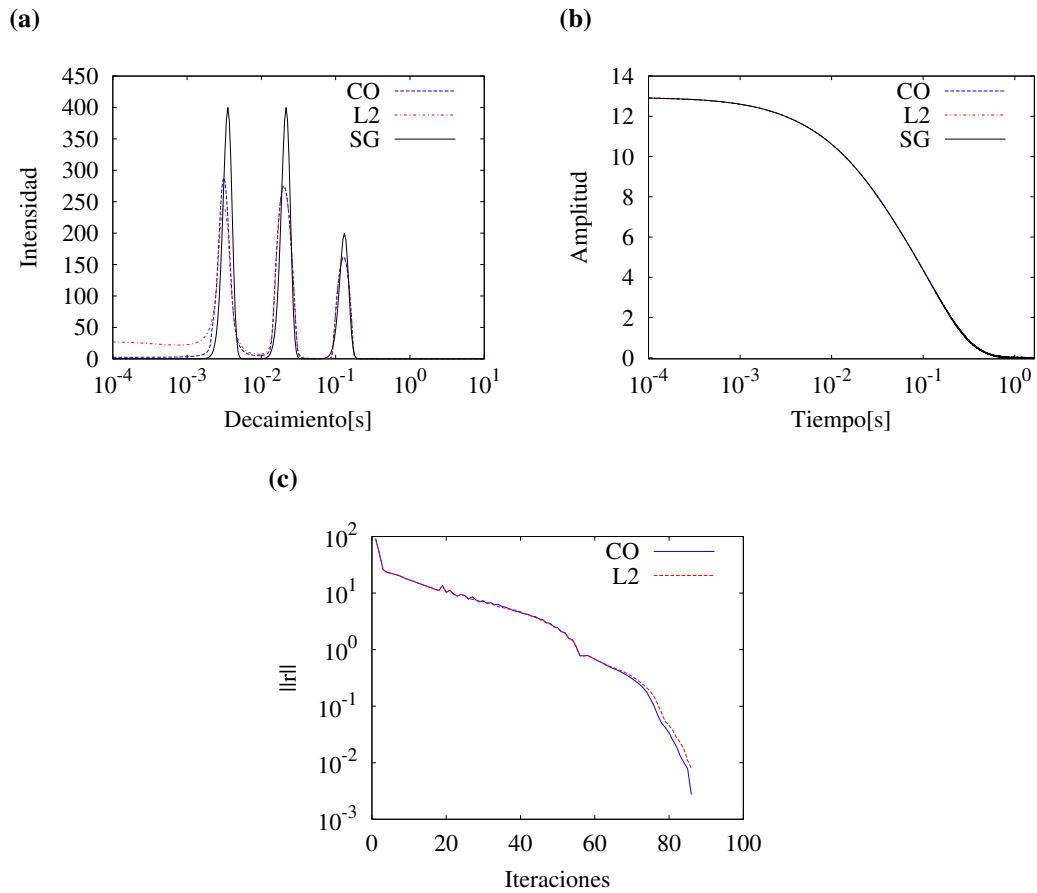 (a)
450
400
350
300
250
200
150
100
50
0
Intensidad
CO
L2
SG
10^-4
10^-3
10^-2
10^-1
10^0
10^1
Decaimiento[s]
(b)
14
12
10
8
6
4
2
0
Amplitud
CO
L2
SG
10^-4
10^-3
10^-2
10^-1
10^0
Tiempo[s]
(c)
10^2
10^1
10^0
10^-1
10^-2
10^-3
||r||
CO
L2
0
20
40
60
80
100
Iteraciones